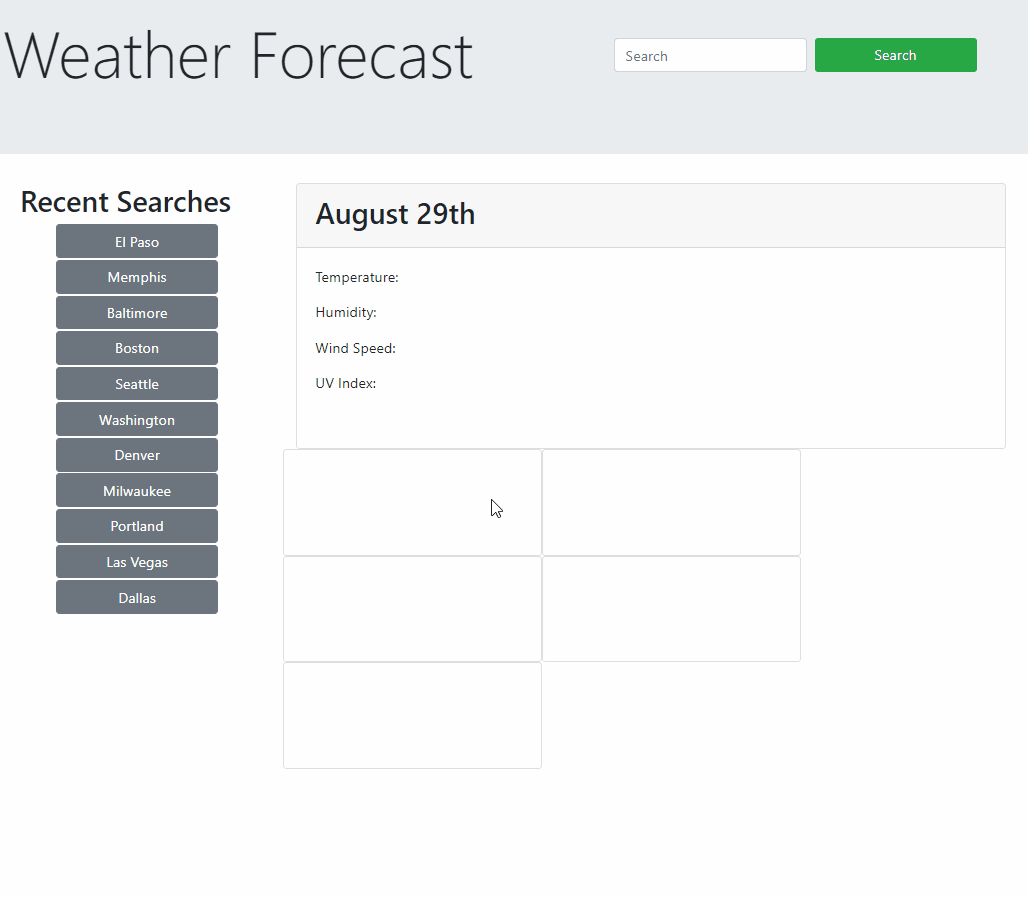 Weather Forecast
Search
Search
Recent Searches
El Paso
Memphis
Baltimore
Boston
Seattle
Washington
Denver
Milwaukee
Portland
Las Vegas
Dallas
August 29th
Temperature:
Humidity:
Wind Speed:
UV Index: